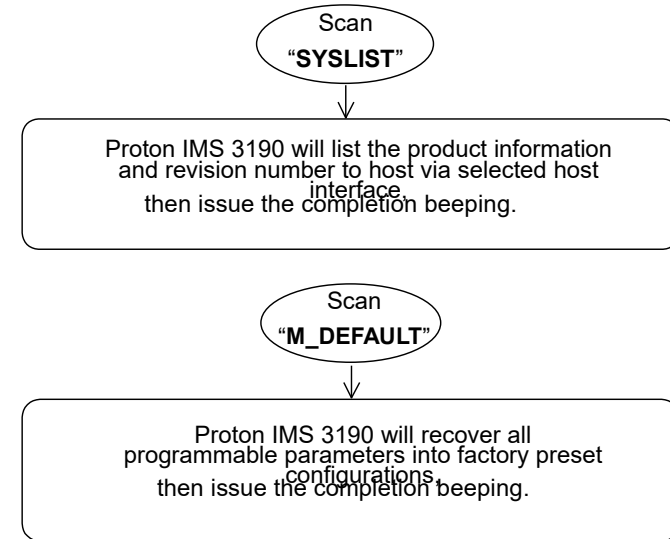 Scan
“SYSLIST”
Proton IMS 3190 will list the product information
and revision number to host via selected host
interface,
then issue the completion beeping.
Scan
“M_DEFAULT”
Proton IMS 3190 will recover all
programmable parameters into factory preset
configurations,
then issue the completion beeping.